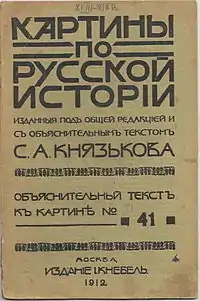 КАРТИНЫ
ПО
РУССКОЙ
ИСТОРІИ
ИЗДАННЫЯ ПОДЪ ОБЩЕЙ РЕДАКЦІЕЙ И
СЪ ОБЪЯСНИТЕЛЬНЫМЪ ТЕКСТОМЪ
С. А. КНЯЗЬКОВА
ОБЪЯСНИТЕЛЬНЫЙ ТЕКСТЪ
КЪ КАРТИНѢ № 41
МОСКВА
ИЗДАНІЕ І. КНЕБЕЛЬ.
1912.